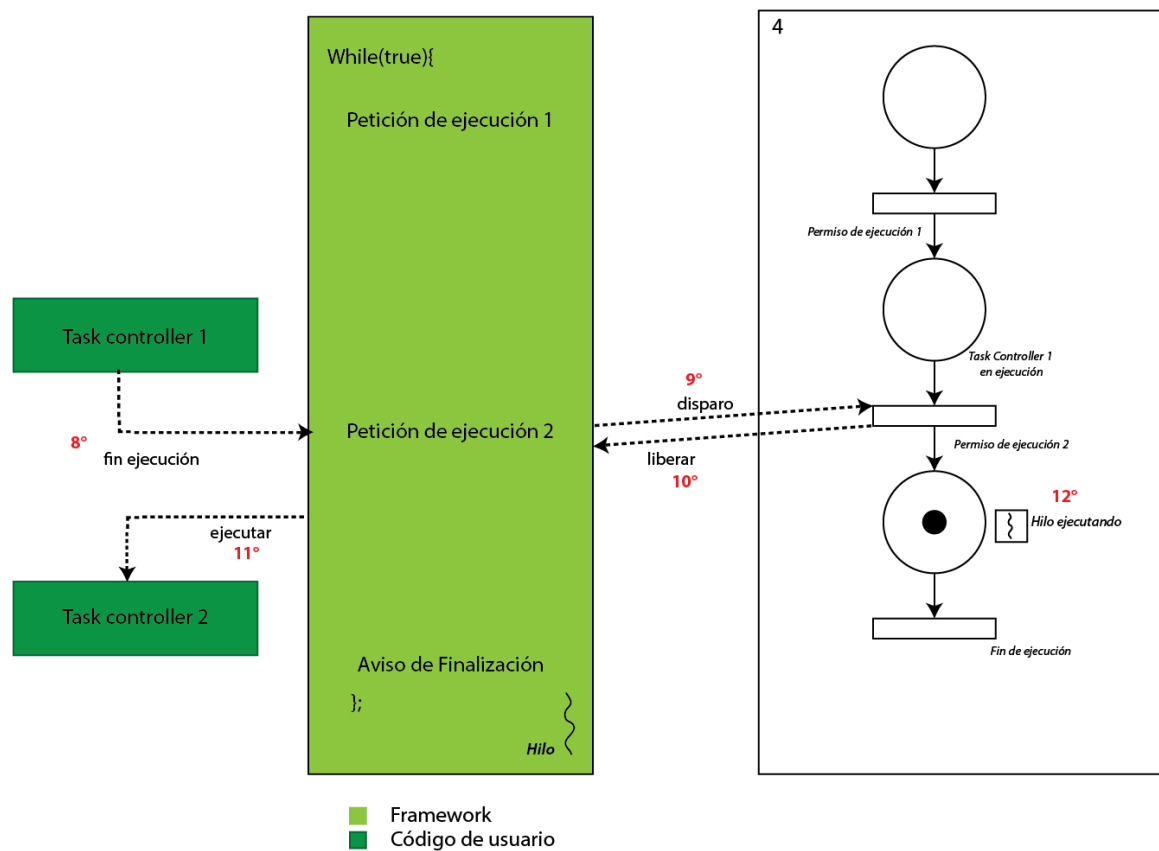 4
While(true){
Petición de ejecución 1
Permiso de ejecución 1
Task controller 1
Task Controller 1
en ejecución
9°
disparo
8°
fin ejecución
Petición de ejecución 2
Permiso de ejecución 2
liberar
10°
12°
Hilo ejecutando
ejecutar
11°
Task controller 2
Fin de ejecución
Aviso de Finalización
};
Hilo
Framework
Código de usuario